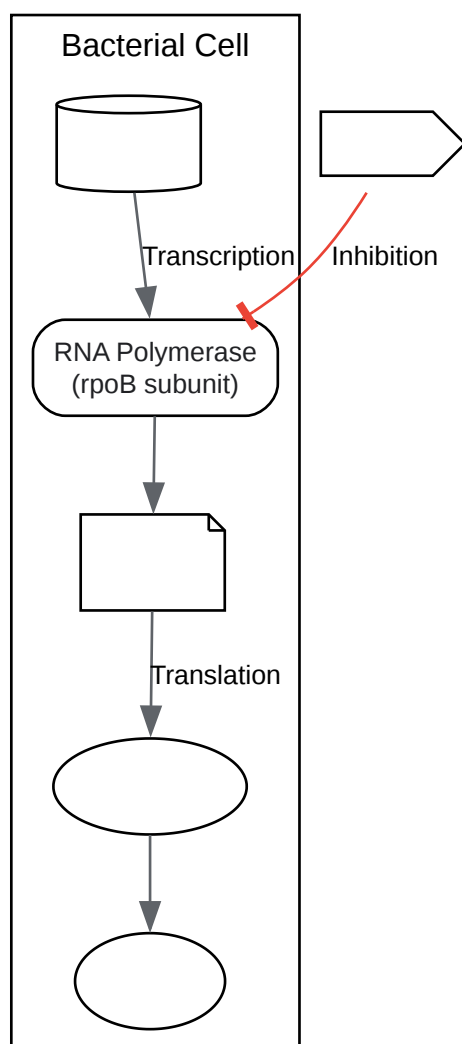 Bacterial Cell
Transcription
Inhibition
RNA Polymerase
(rpoB subunit)
Translation